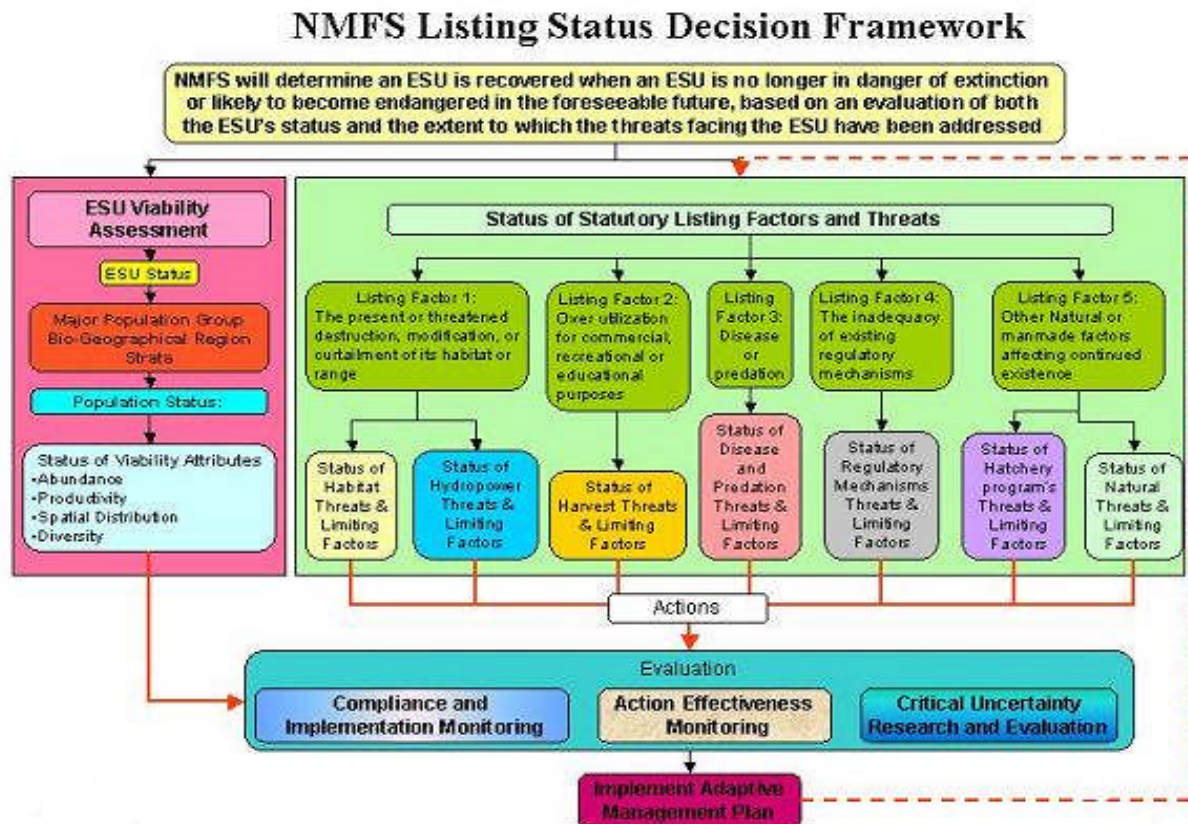 NMFS Listing Status Decision Framework
NMFS will determine an ESU is recovered when an ESU is no longer in danger of extinction
or likely to become endangered in the foreseeable future, based on an evaluation of both
the ESU's status and the extent to which the threats facing the ESU have been addressed
ESU Viability
Assessment
ESU Status
Major Population Group
Bio-Geographical Region
Strata
Population Status:
Status of Viability Attributes
•Abundance
•Productivity
•Spatial Distribution
•Diversity
Status of Statutory Listing Factors and Threats
Listing Factor 1:
The present or threatened
destruction, modification, or
curtailment of its habitat or
range
Listing Factor 2:
Over utilization
for commercial,
recreational or
educational
purposes
Listing
Factor 3:
Disease
or
predation
Listing Factor 4:
The inadequacy
of existing
regulatory
mechanisms
Listing Factor 5:
Other Natural or
manmade factors
affecting continued
existence
Status of
Habitat
Threats &
Limiting
Factors
Status of
Hydropower
Threats &
Limiting
Factors
Status of
Harvest Threats
& Limiting
Factors
Status of
Disease
and
Predation
Threats &
Limiting
Factors
Status of
Regulatory
Mechanisms
Threats &
Limiting
Factors
Status of
Hatchery
program's
Threats &
Limiting
Factors
Status of
Natural
Threats &
Limiting
Factors
Actions
Evaluation
Compliance and
Implementation Monitoring
Action Effectiveness
Monitoring
Critical Uncertainty
Research and Evaluation
Implement Adaptive
Management Plan